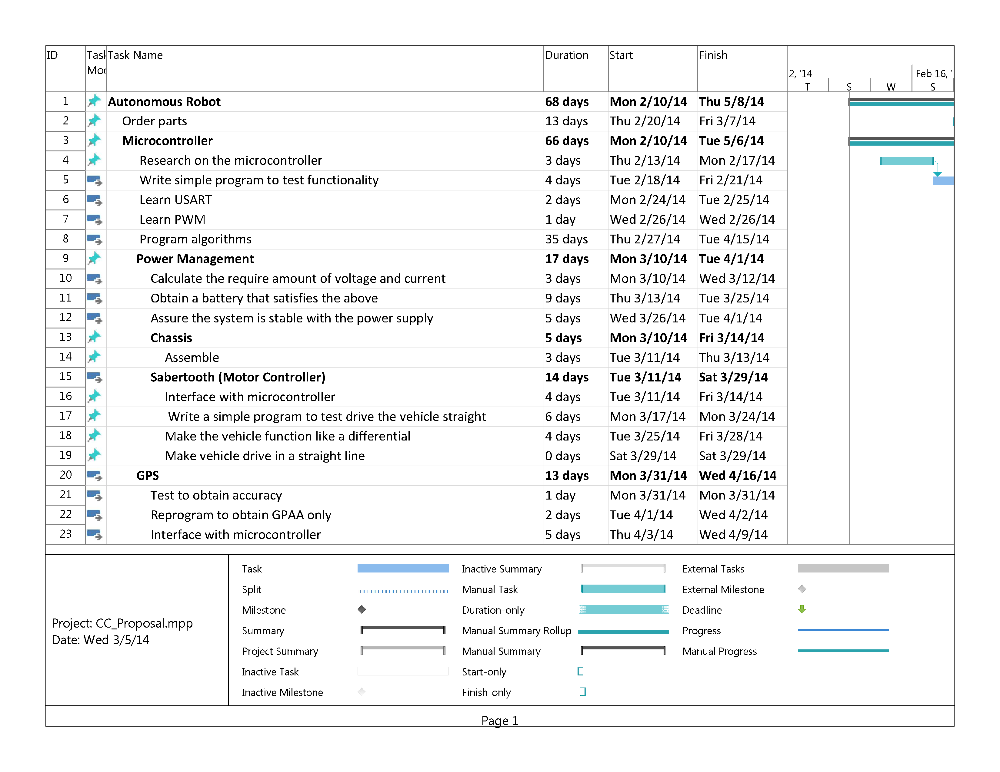 ID Task Name Duration Start Finish
2, '14 Feb 16, '
T S W S
1 Autonomous Robot 68 days Mon 2/10/14 Thu 5/8/14
2 Order parts 13 days Thu 2/20/14 Fri 3/7/14
3 Microcontroller 66 days Mon 2/10/14 Tue 5/6/14
4 Research on the microcontroller 3 days Thu 2/13/14 Mon 2/17/14
5 Write simple program to test functionality 4 days Tue 2/18/14 Fri 2/21/14
6 Learn USART 2 days Mon 2/24/14 Tue 2/25/14
7 Learn PWM 1 day Wed 2/26/14 Wed 2/26/14
8 Program algorithms 35 days Thu 2/27/14 Tue 4/15/14
9 Power Management 17 days Mon 3/10/14 Tue 4/1/14
10 Calculate the require amount of voltage and current 3 days Mon 3/10/14 Wed 3/12/14
11 Obtain a battery that satisfies the above 9 days Thu 3/13/14 Tue 3/25/14
12 Assure the system is stable with the power supply 5 days Wed 3/26/14 Tue 4/1/14
13 Chassis 5 days Mon 3/10/14 Fri 3/14/14
14 Assemble 3 days Tue 3/11/14 Thu 3/13/14
15 Sabertooth (Motor Controller) 14 days Tue 3/11/14 Sat 3/29/14
16 Interface with microcontroller 4 days Tue 3/11/14 Fri 3/14/14
17 Write a simple program to test drive the vehicle straight 6 days Mon 3/17/14 Mon 3/24/14
18 Make the vehicle function like a differential 4 days Tue 3/25/14 Fri 3/28/14
19 Make vehicle drive in a straight line 0 days Sat 3/29/14 Sat 3/29/14
20 GPS 13 days Mon 3/31/14 Wed 4/16/14
21 Test to obtain accuracy 1 day Mon 3/31/14 Mon 3/31/14
22 Reprogram to obtain GPAA only 2 days Tue 4/1/14 Wed 4/2/14
23 Interface with microcontroller 5 days Thu 4/3/14 Wed 4/9/14
Project: CC_Proposal.mpp
Date: Wed 3/5/14
Task Inactive Summary External Tasks
Split Manual Task External Milestone
Milestone Duration-only Deadline
Summary Manual Summary Rollup Progress
Project Summary Manual Summary Manual Progress
Inactive Task Start-only
Inactive Milestone Finish-only
Page 1